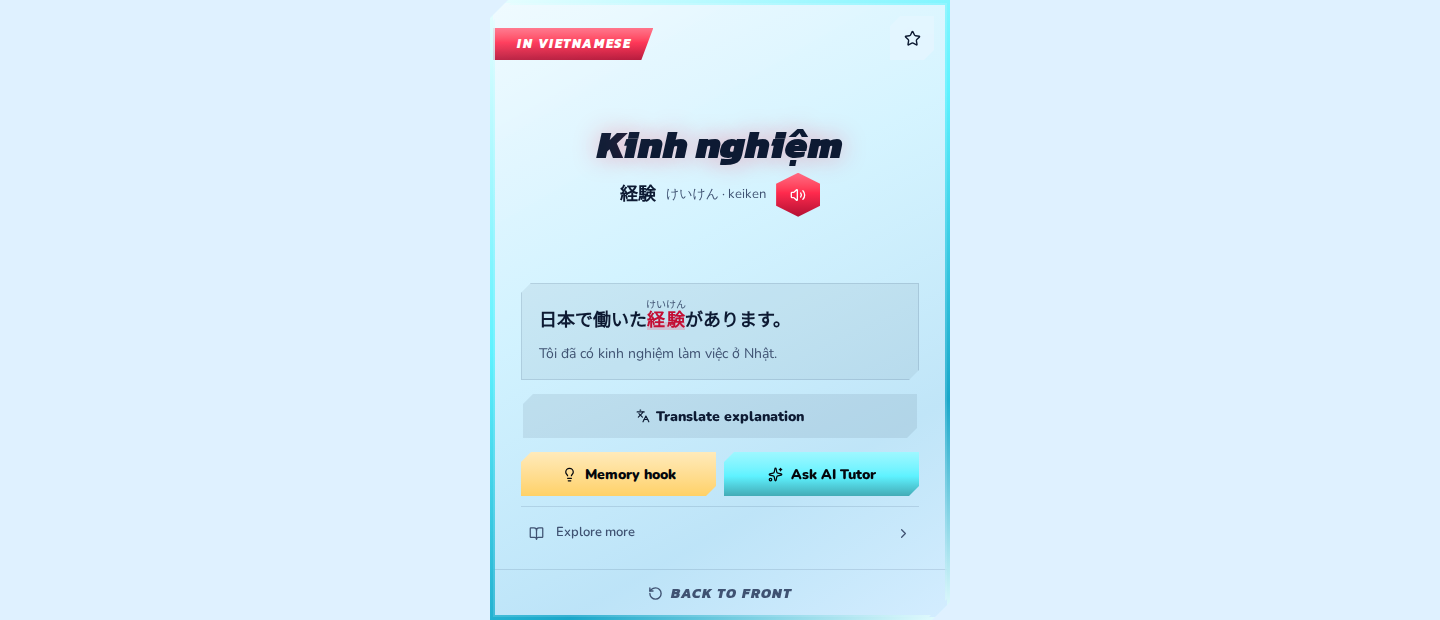 IN VIETNAMESE
Kinh nghiệm
経験 けいけん · keiken
けいけん
日本で働いた経験があります。
Tôi đã có kinh nghiệm làm việc ở Nhật.
Translate explanation
Memory hook
Ask AI Tutor
Explore more
BACK TO FRONT